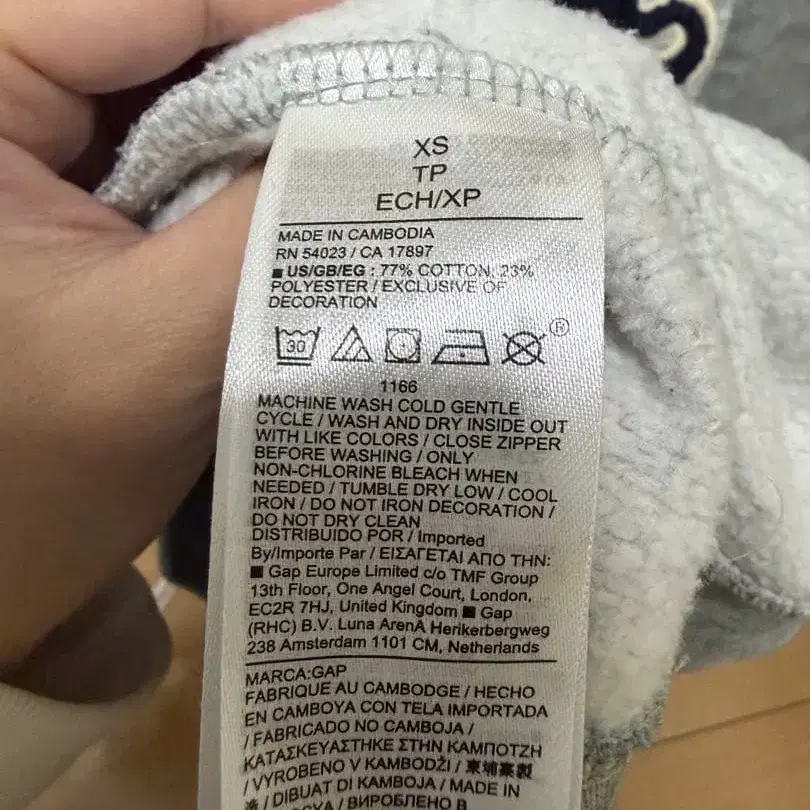 XS
TP
ECH/XP
MADE IN CAMBODIA
RN 54023 / CA 17897
■ US/GB/EG : 77% COTTON, 23%
POLYESTER / EXCLUSIVE OF
DECORATION
30
®
1166
MACHINE WASH COLD GENTLE
CYCLE / WASH AND DRY INSIDE OUT
WITH LIKE COLORS / CLOSE ZIPPER
BEFORE WASHING / ONLY
NON-CHLORINE BLEACH WHEN
NEEDED / TUMBLE DRY LOW / COOL
IRON / DO NOT IRON DECORATION /
DO NOT DRY CLEAN
DISTRIBUIDO POR / Imported
By/Importe Par / ΕΙΣΑΓΕΤΑΙ ΑΠΟ ΤΗΝ:
■ Gap Europe Limited c/o TMF Group
13th Floor, One Angel Court, London,
EC2R 7HJ, United Kingdom ■ Gap
(RHC) B.V. Luna ArenA Herikerbergweg
238 Amsterdam 1101 CM, Netherlands
MARCA:GAP
FABRIQUE AU CAMBODGE / HECHO
EN CAMBOYA CON TELA IMPORTADA
/ FABRICADO NO CAMBOJA /
ΚΑΤΑΣΚΕΥΑΣΤΗΚΕ ΣΤΗΝ ΚΑΜΠΟΤΖΗ
/ VYROBENO V KAMBODŽI / 柬埔寨製
/ DIBUAT DI KAMBOJA / MADE IN
/ ВИРОБЛЕНО В